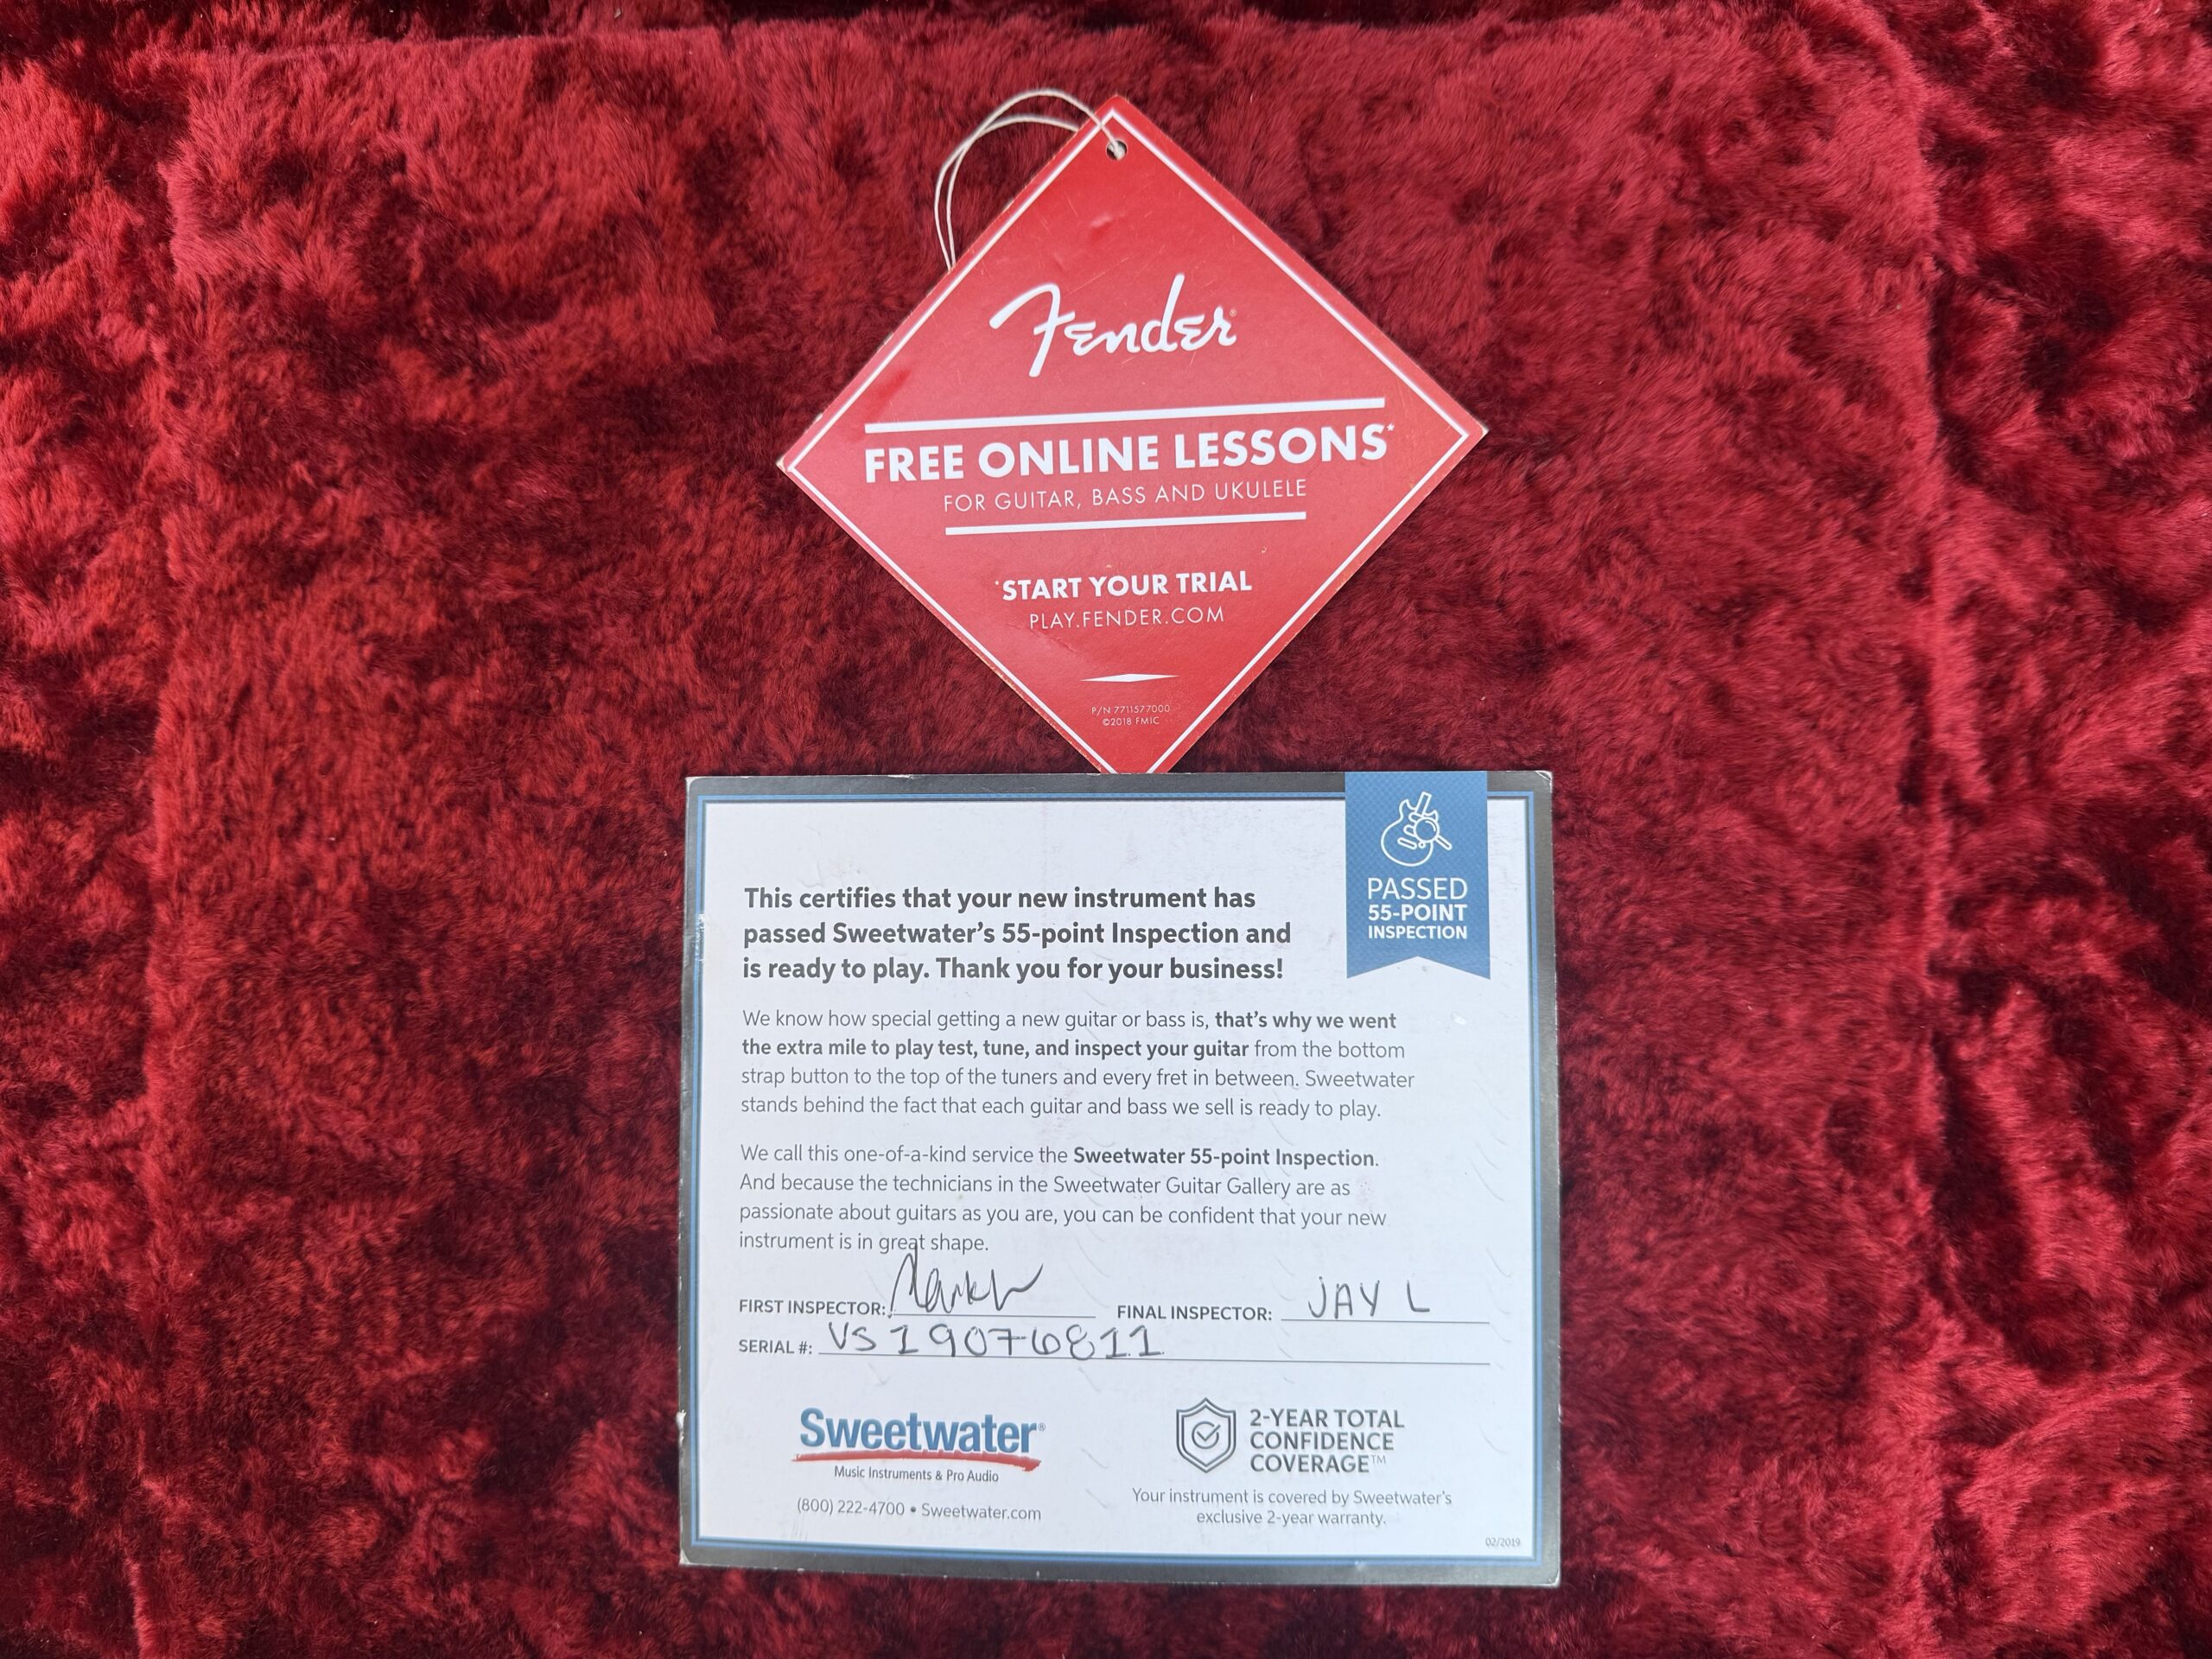 Fender®
FREE ONLINE LESSONS*
FOR GUITAR, BASS AND UKULELE
*START YOUR TRIAL
PLAY.FENDER.COM
P/N 7711577000
©2018 FMIC
PASSED
55-POINT
INSPECTION
This certifies that your new instrument has
passed Sweetwater's 55-point Inspection and
is ready to play. Thank you for your business!
We know how special getting a new guitar or bass is, that's why we went
the extra mile to play test, tune, and inspect your guitar from the bottom
strap button to the top of the tuners and every fret in between. Sweetwater
stands behind the fact that each guitar and bass we sell is ready to play.
We call this one-of-a-kind service the Sweetwater 55-point Inspection.
And because the technicians in the Sweetwater Guitar Gallery are as
passionate about guitars as you are, you can be confident that your new
instrument is in great shape.
FIRST INSPECTOR: FINAL INSPECTOR: JAY L
SERIAL #: VS19076811
Sweetwater®
Music Instruments & Pro Audio
(800) 222-4700 • Sweetwater.com
2-YEAR TOTAL
CONFIDENCE
COVERAGE™
Your instrument is covered by Sweetwater's
exclusive 2-year warranty.
02/2019